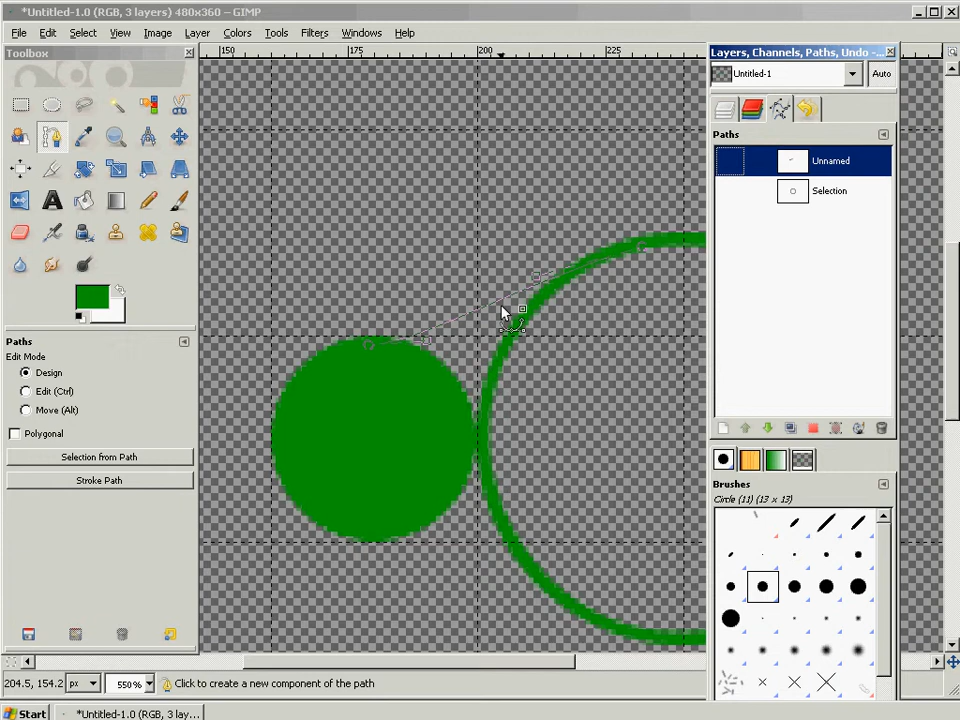 *Untitled-1.0 (RGB, 3 layers) 480x360 – GIMP
File Edit Select View Image Layer Colors Tools Filters Windows Help
Toolbox
150 175 200 225
Layers, Channels, Paths, Undo -...
Untitled-1 Auto
Paths
Unnamed
Selection
Paths
Edit Mode
Design
Edit (Ctrl)
Move (Alt)
Polygonal
Selection from Path
Stroke Path
Brushes
Circle (11) (13 x 13)
204.5, 154.2 px 550% Click to create a new component of the path
Start *Untitled-1.0 (RGB, 3 lay...